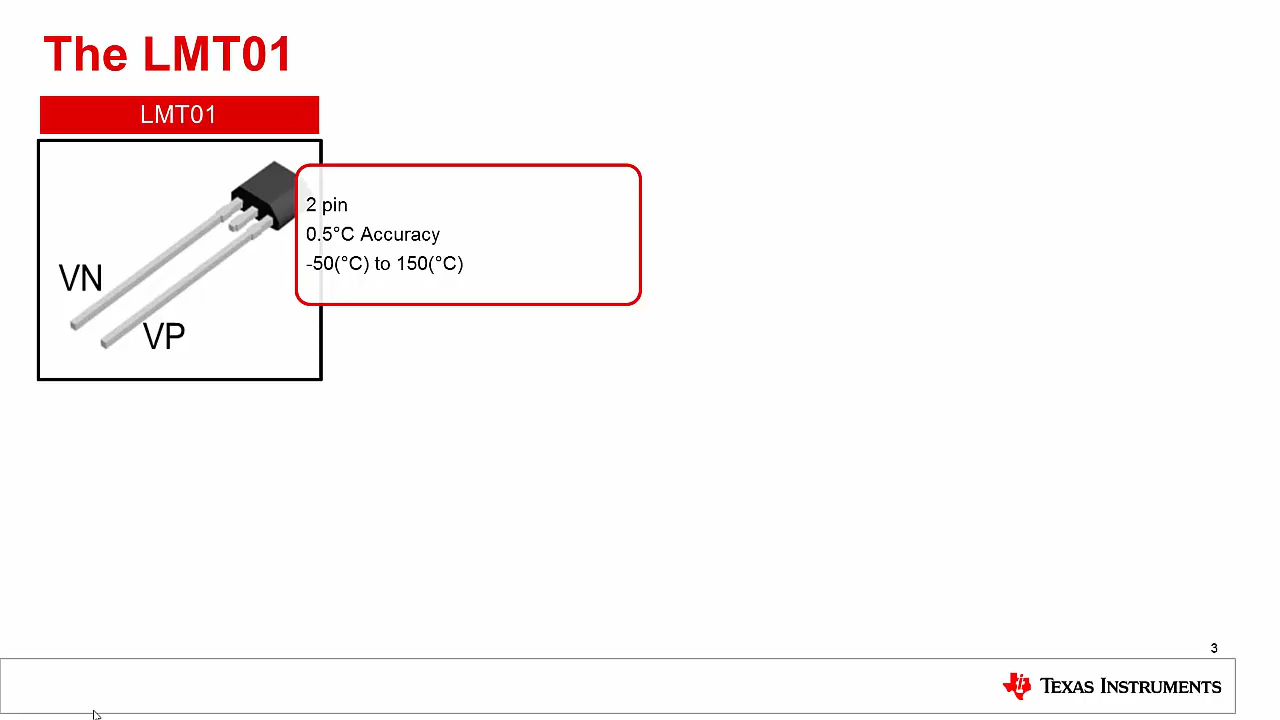 The LMT01
LMT01
2 pin
0.5°C Accuracy
-50(°C) to 150(°C)
VN
VP
3
TEXAS INSTRUMENTS